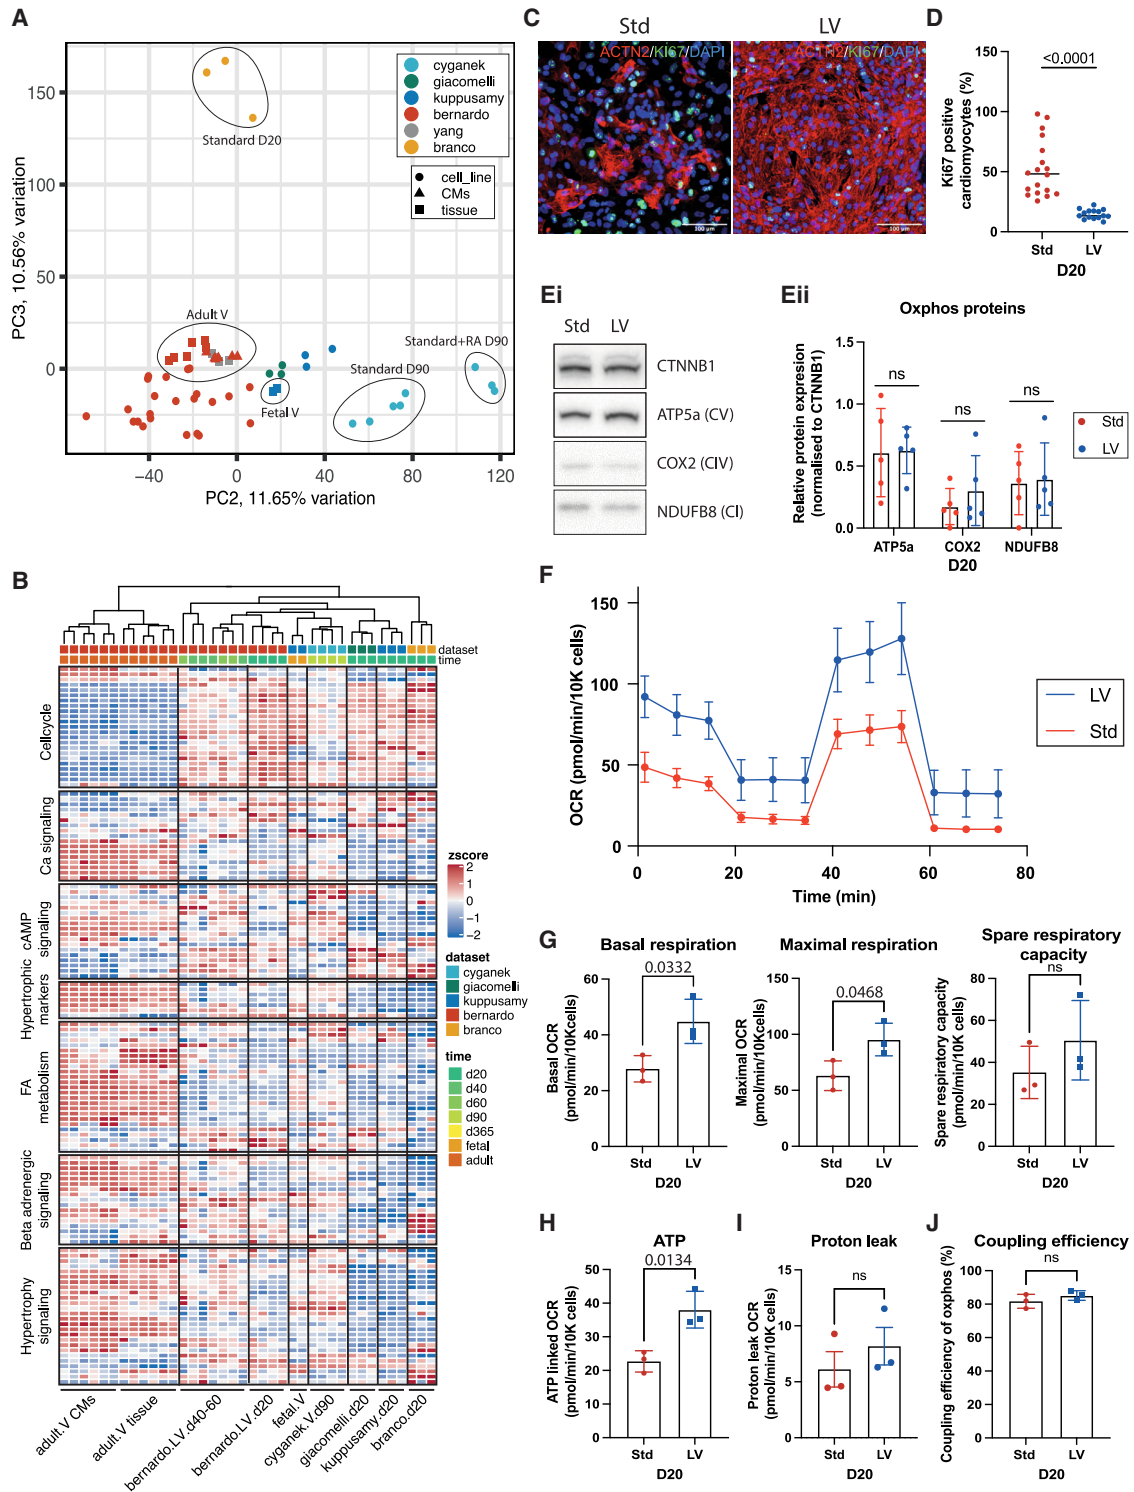 A
PC3, 10.56% variation
150
100
50
0
−40
0
40
80
120
PC2, 11.65% variation
Standard D20
Adult V
Fetal V
Standard D90
Standard+RA D90
cyganek
giacomelli
kuppusamy
bernardo
yang
branco
cell_line
CMs
tissue
B
dataset
time
Cellcycle
Ca signaling
cAMP
signaling
Hypertrophic
markers
FA
metabolism
Beta adrenergic
signaling
Hypertrophy
signaling
adult.V CMs
adult.V tissue
bernardo.LV.d40-60
bernardo.LV.d20
fetal.V
cyganek.V.d90
giacomelli.d20
kuppusamy.d20
branco.d20
zscore
2
1
0
−1
−2
dataset
cyganek
giacomelli
kuppusamy
bernardo
branco
time
d20
d40
d60
d90
d365
fetal
adult
C
Std
LV
ACTN2/KI67/DAPI
ACTN2/KI67/DAPI
100 µm
100 µm
D
Ki67 positive
cardiomyocytes (%)
150
100
50
0
<0.0001
Std
LV
D20
Ei
Std
LV
CTNNB1
ATP5a (CV)
COX2 (CIV)
NDUFB8 (CI)
Eii
Oxphos proteins
Relative protein expresion
(normalised to CTNNB1)
1.5
1.0
0.5
0.0
ns
ns
ns
ATP5a
COX2
NDUFB8
D20
Std
LV
F
OCR (pmol/min/10K cells)
150
100
50
0
0
20
40
60
80
Time (min)
LV
Std
G
Basal respiration
Basal OCR
(pmol/min/10Kcells)
60
40
20
0
0.0332
Std
LV
D20
Maximal respiration
Maximal OCR
(pmol/min/10Kcells)
150
100
50
0
0.0468
Std
LV
D20
Spare respiratory
capacity
Spare respiratory capacity
(pmol/min/10K cells)
80
60
40
20
0
ns
Std
LV
D20
H
ATP
ATP linked OCR
(pmol/min/10K cells)
50
40
30
20
10
0
0.0134
Std
LV
D20
I
Proton leak
Proton leak OCR
(pmol/min/10K cells)
15
10
5
0
ns
Std
LV
D20
J
Coupling efficiency
Coupling efficiency of oxphos (%)
100
80
60
40
20
0
ns
Std
LV
D20